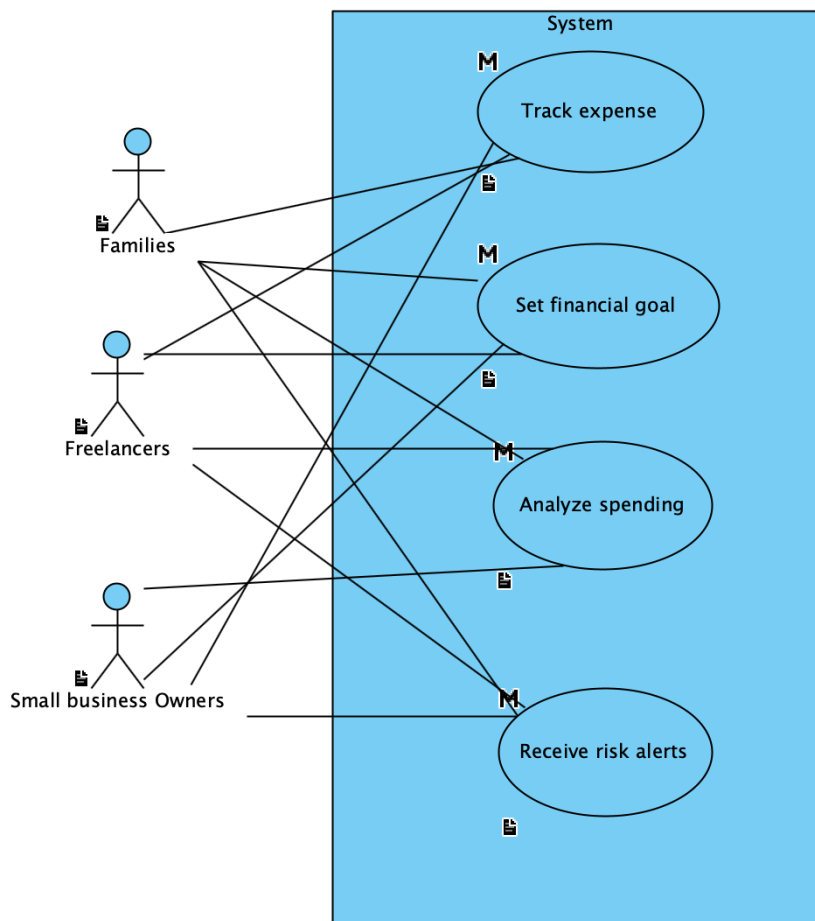 System
M
Track expense
Families
M
Set financial goal
Freelancers
M
Analyze spending
Small business Owners
M
Receive risk alerts